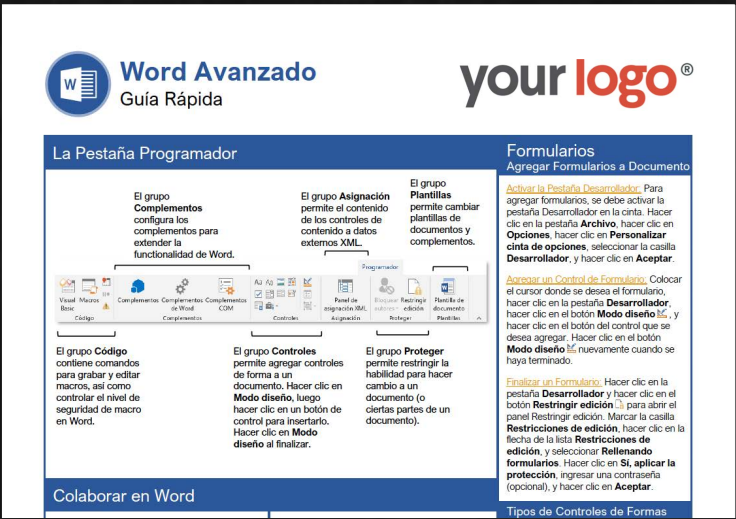 Word Avanzado
Guía Rápida
your logo®
La Pestaña Programador
El grupo
Complementos
configura los
complementos para
extender la
funcionalidad de Word.
El grupo Asignación
permite el contenido
de los controles de
contenido a datos
externos XML.
El grupo
Plantillas
permite cambiar
plantillas de
documentos y
complementos.
Programador
Visual Basic
Macros
Complementos
Complementos de Word
Complementos COM
Aa Aa
Panel de asignación XML
Bloquear autores
Restringir edición
Plantilla de documento
Código
Complementos
Controles
Asignación
Proteger
Plantillas
El grupo Código
contiene comandos
para grabar y editar
macros, así como
controlar el nivel de
seguridad de macro
en Word.
El grupo Controles
permite agregar controles
de forma a un
documento. Hacer clic en
Modo diseño, luego
hacer clic en un botón de
control para insertarlo.
Hacer clic en Modo
diseño al finalizar.
El grupo Proteger
permite restringir la
habilidad para hacer
cambio a un
documento (o
ciertas partes de un
documento).
Colaborar en Word
Formularios
Agregar Formularios a Documento
Activar la Pestaña Desarrollador: Para
agregar formularios, se debe activar la
pestaña Desarrollador en la cinta. Hacer
clic en la pestaña Archivo, hacer clic en
Opciones, hacer clic en Personalizar
cinta de opciones, seleccionar la casilla
Desarrollador, y hacer clic en Aceptar.
Agregar un Control de Formulario: Colocar
el cursor donde se desea el formulario,
hacer clic en la pestaña Desarrollador,
hacer clic en el botón Modo diseño , y
hacer clic en el botón del control que se
desea agregar. Hacer clic en el botón
Modo diseño nuevamente cuando se
haya terminado.
Finalizar un Formulario: Hacer clic en la
pestaña Desarrollador y hacer clic en el
botón Restringir edición para abrir el
panel Restringir edición. Marcar la casilla
Restricciones de edición, hacer clic en la
flecha de la lista Restricciones de
edición, y seleccionar Rellenando
formularios. Hacer clic en Sí, aplicar la
protección, ingresar una contraseña
(opcional), y hacer clic en Aceptar.
Tipos de Controles de Formas